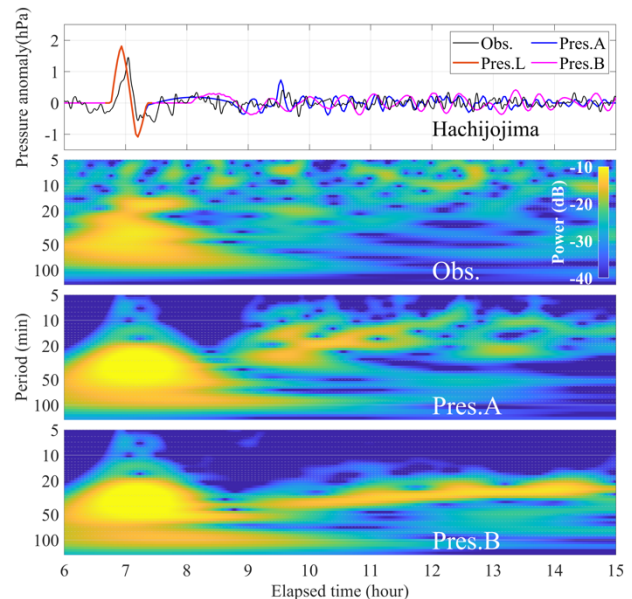 Pressure anomaly(hPa)
2
1
0
-1
Obs.
Pres.A
Pres.L
Pres.B
Hachijojima
5
10
20
50
100
-10
-20
-30
-40
Power (dB)
Obs.
Period (min)
5
10
20
50
100
Pres.A
5
10
20
50
100
Pres.B
6
7
8
9
10
11
12
13
14
15
Elapsed time (hour)